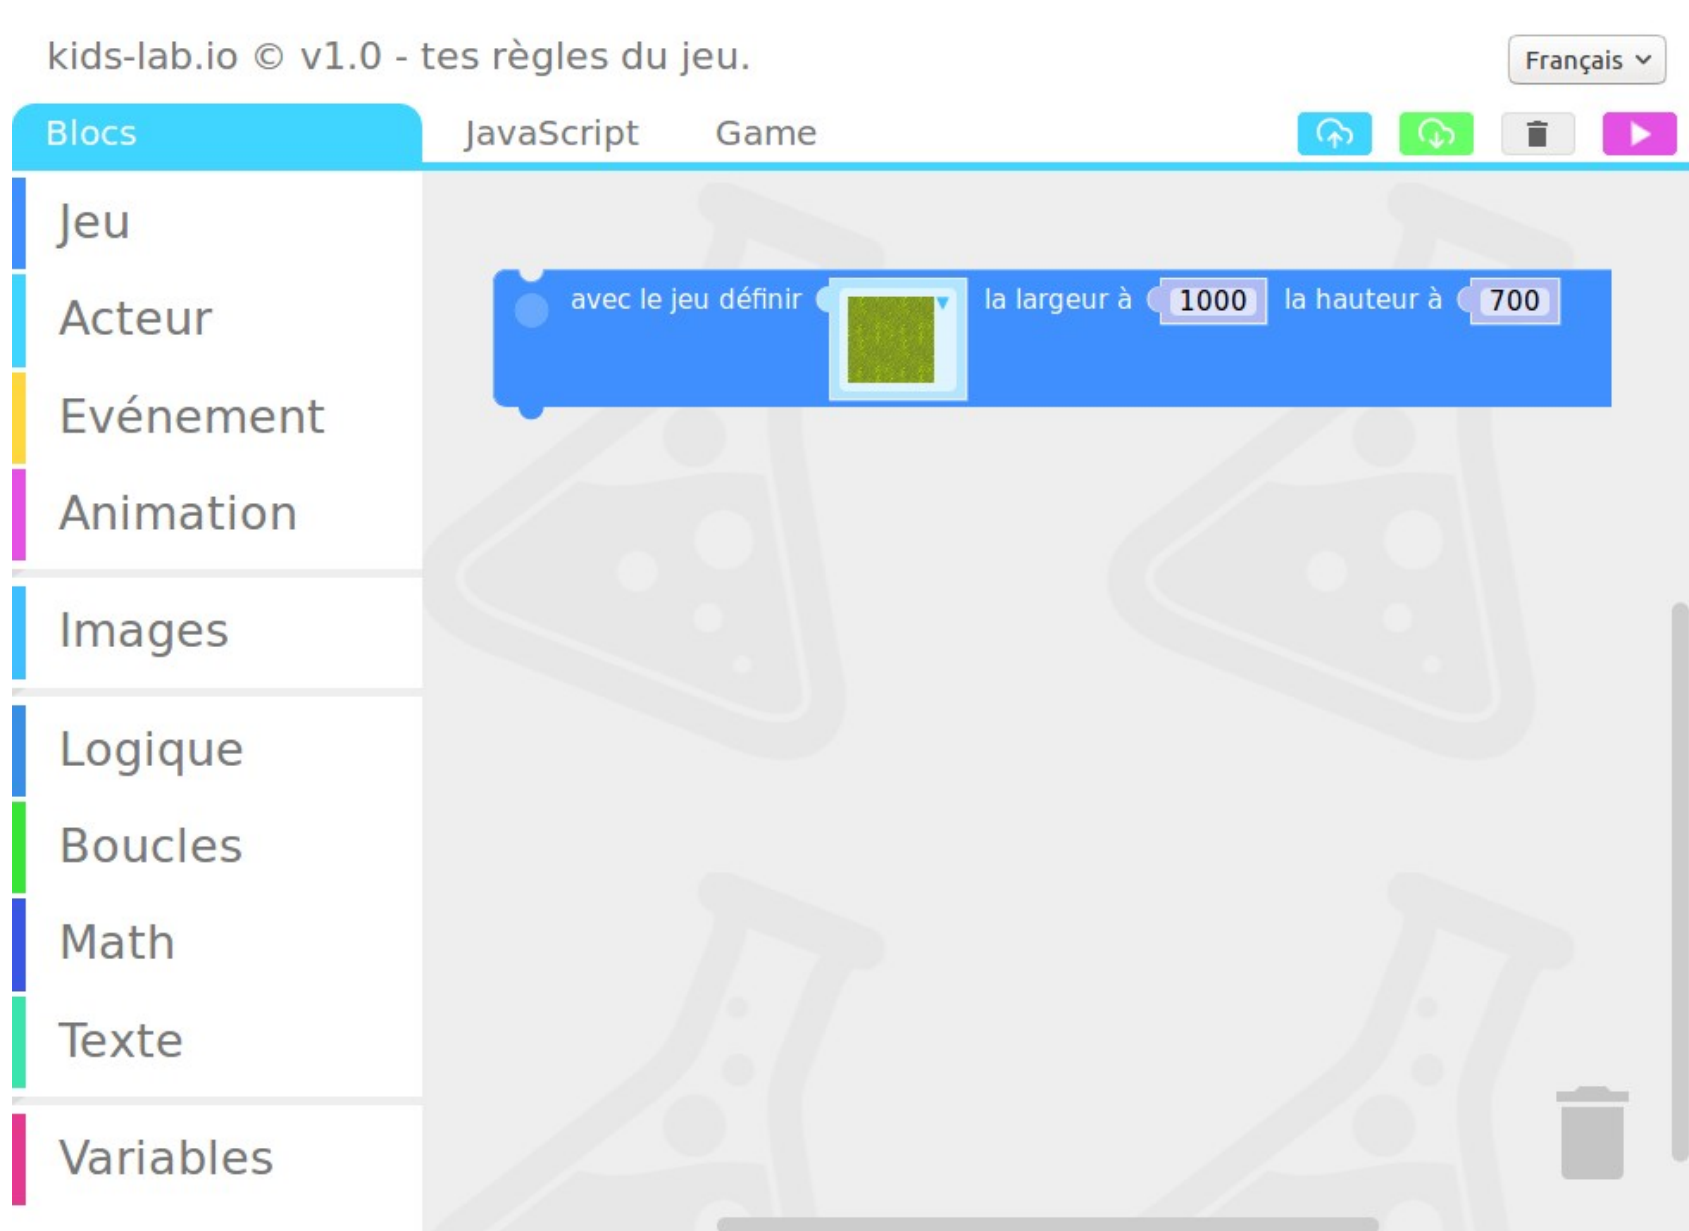 kids-lab.io © v1.0 - tes règles du jeu.
Français
Blocs JavaScript Game
Jeu
avec le jeu définir la largeur à 1000 la hauteur à 700
Acteur
Evénement
Animation
Images
Logique
Boucles
Math
Texte
Variables